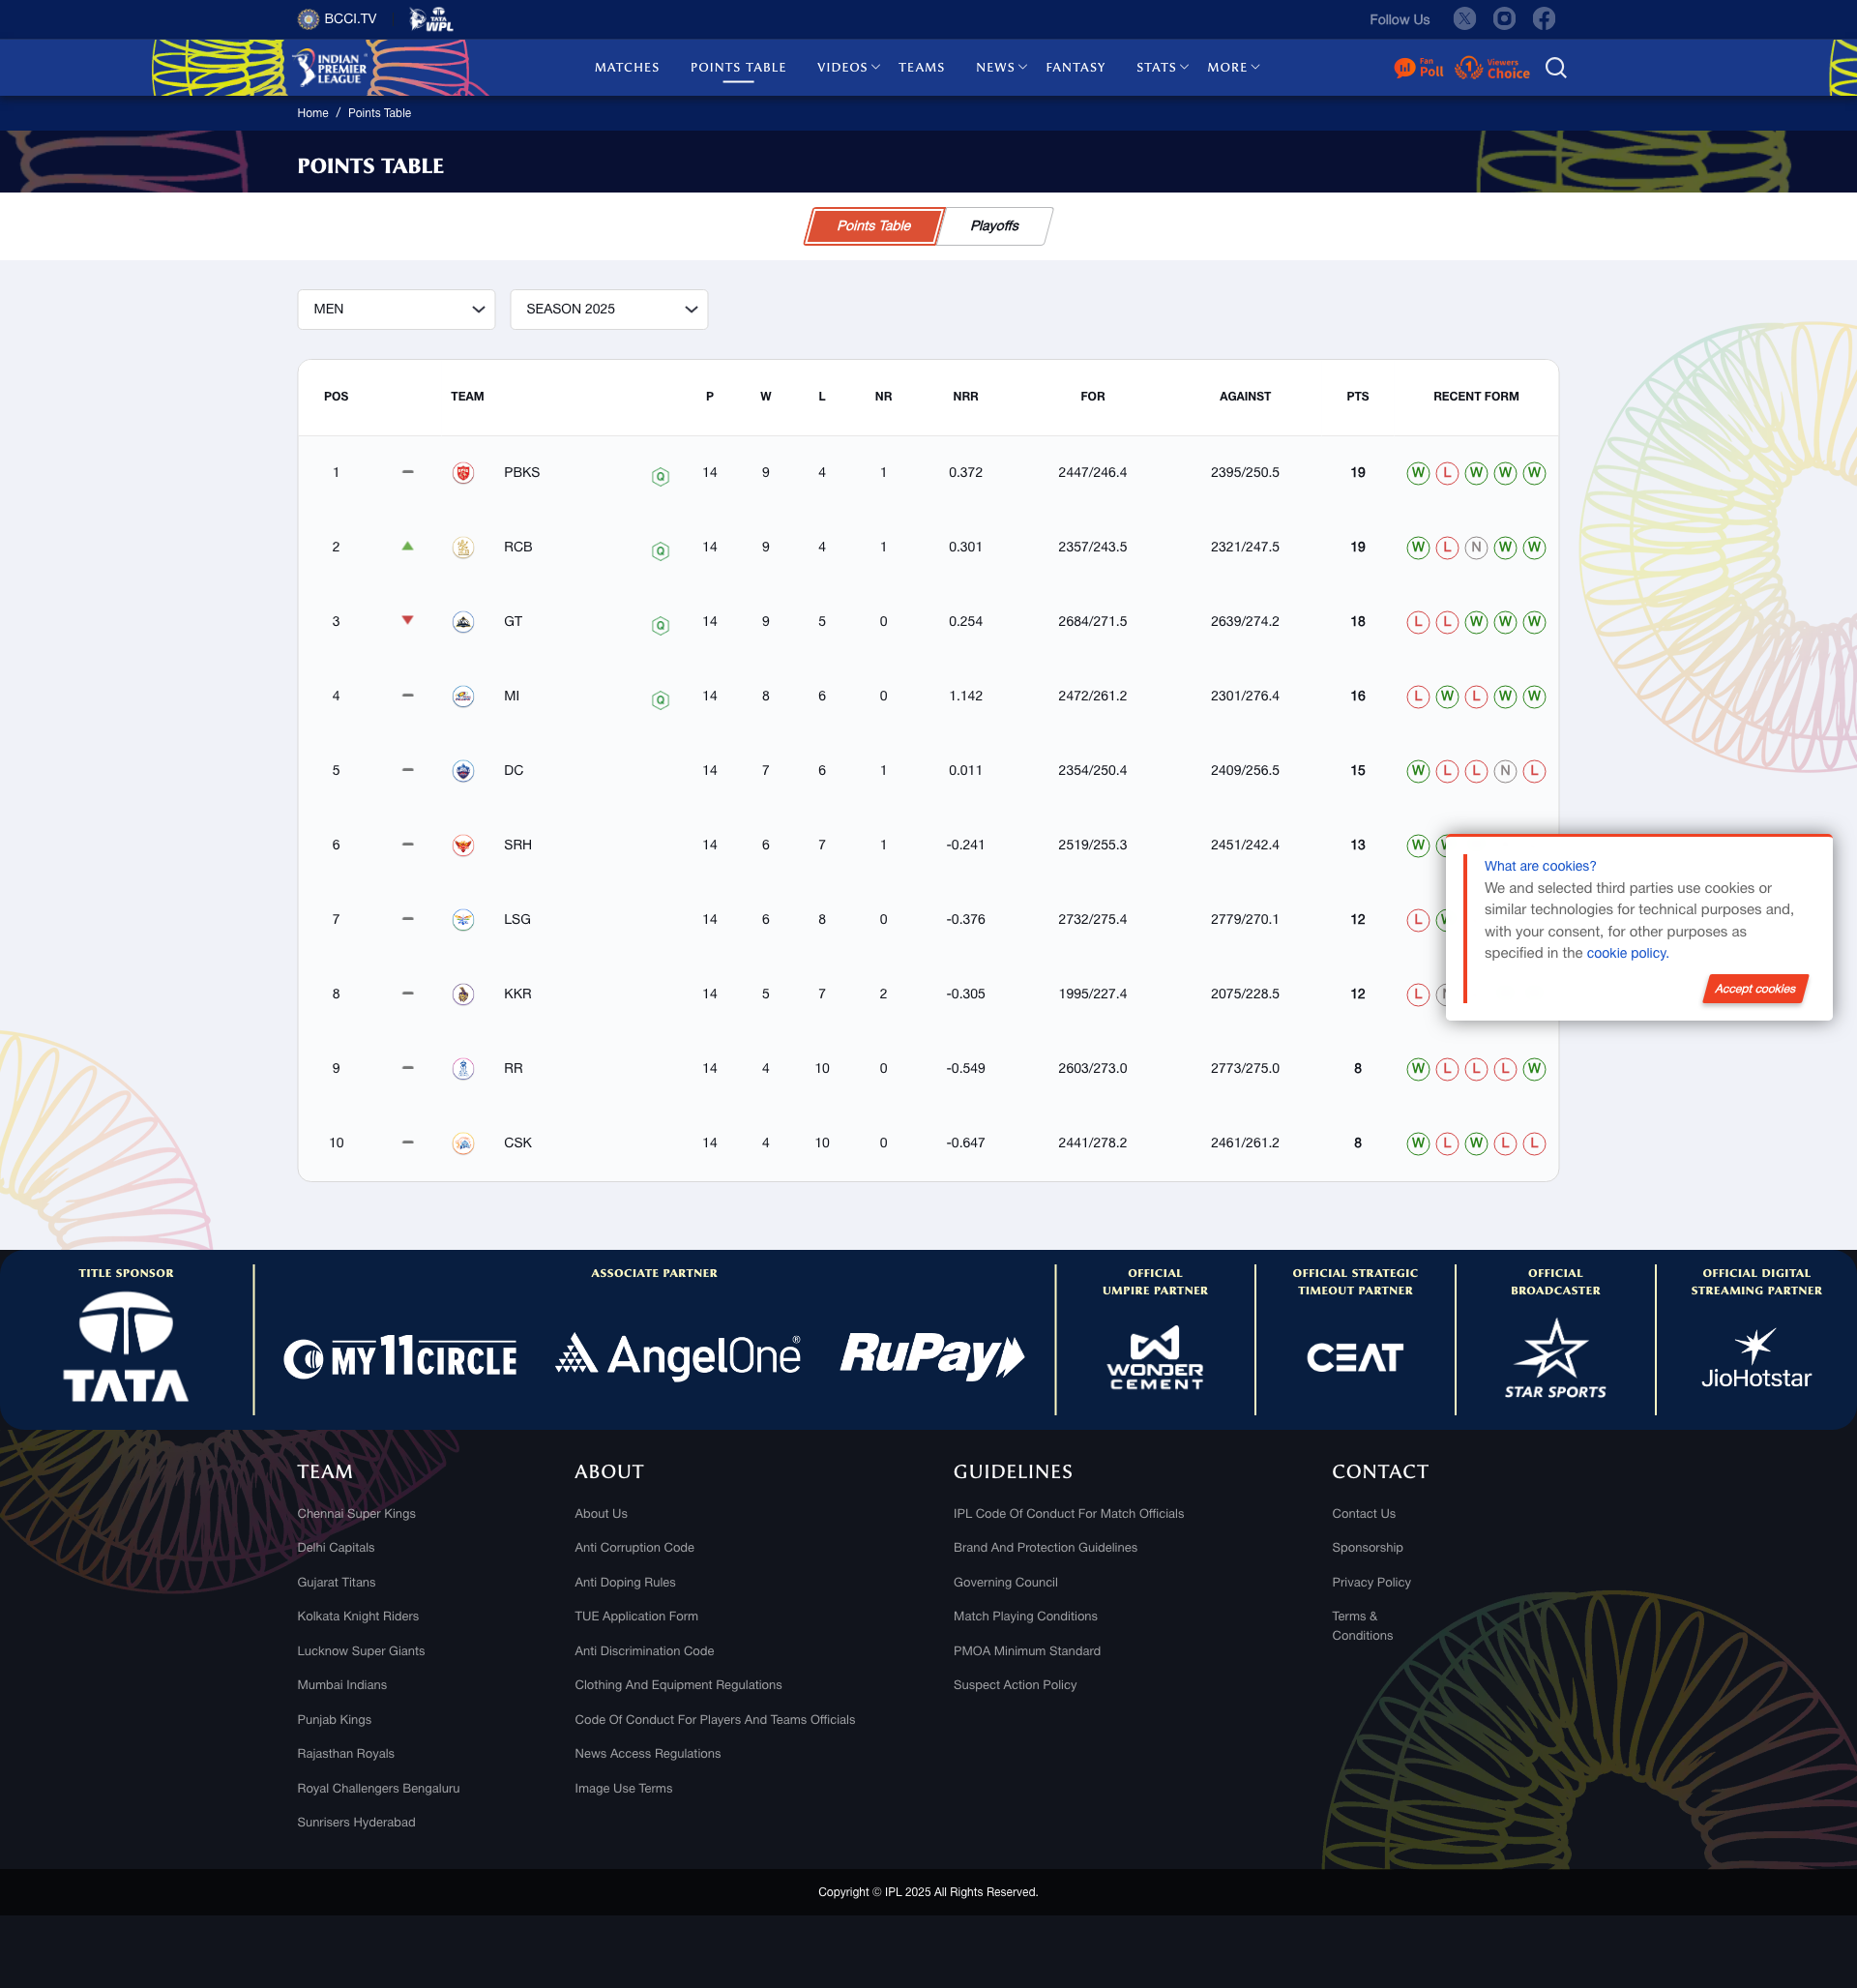 BCCI.TV TATA WPL Follow Us
INDIAN PREMIER LEAGUE MATCHES POINTS TABLE VIDEOS TEAMS NEWS FANTASY STATS MORE Fan Poll Viewers Choice
Home / Points Table
POINTS TABLE
Points Table Playoffs
MEN SEASON 2025
POS TEAM P W L NR NRR FOR AGAINST PTS RECENT FORM
1 PBKS Q 14 9 4 1 0.372 2447/246.4 2395/250.5 19 W L W W W
2 RCB Q 14 9 4 1 0.301 2357/243.5 2321/247.5 19 W L N W W
3 GT Q 14 9 5 0 0.254 2684/271.5 2639/274.2 18 L L W W W
4 MI Q 14 8 6 0 1.142 2472/261.2 2301/276.4 16 L W L W W
5 DC 14 7 6 1 0.011 2354/250.4 2409/256.5 15 W L L N L
6 SRH 14 6 7 1 -0.241 2519/255.3 2451/242.4 13 W
7 LSG 14 6 8 0 -0.376 2732/275.4 2779/270.1 12 L
8 KKR 14 5 7 2 -0.305 1995/227.4 2075/228.5 12 L
9 RR 14 4 10 0 -0.549 2603/273.0 2773/275.0 8 W L L L W
10 CSK 14 4 10 0 -0.647 2441/278.2 2461/261.2 8 W L W L L
What are cookies?
We and selected third parties use cookies or
similar technologies for technical purposes and,
with your consent, for other purposes as
specified in the cookie policy.
Accept cookies
TITLE SPONSOR
TATA
ASSOCIATE PARTNER
MY11CIRCLE AngelOne® RuPay
OFFICIAL
UMPIRE PARTNER
WONDER
CEMENT
OFFICIAL STRATEGIC
TIMEOUT PARTNER
CEAT
OFFICIAL
BROADCASTER
STAR SPORTS
OFFICIAL DIGITAL
STREAMING PARTNER
JioHotstar
TEAM
Chennai Super Kings
Delhi Capitals
Gujarat Titans
Kolkata Knight Riders
Lucknow Super Giants
Mumbai Indians
Punjab Kings
Rajasthan Royals
Royal Challengers Bengaluru
Sunrisers Hyderabad
ABOUT
About Us
Anti Corruption Code
Anti Doping Rules
TUE Application Form
Anti Discrimination Code
Clothing And Equipment Regulations
Code Of Conduct For Players And Teams Officials
News Access Regulations
Image Use Terms
GUIDELINES
IPL Code Of Conduct For Match Officials
Brand And Protection Guidelines
Governing Council
Match Playing Conditions
PMOA Minimum Standard
Suspect Action Policy
CONTACT
Contact Us
Sponsorship
Privacy Policy
Terms &
Conditions
Copyright © IPL 2025 All Rights Reserved.